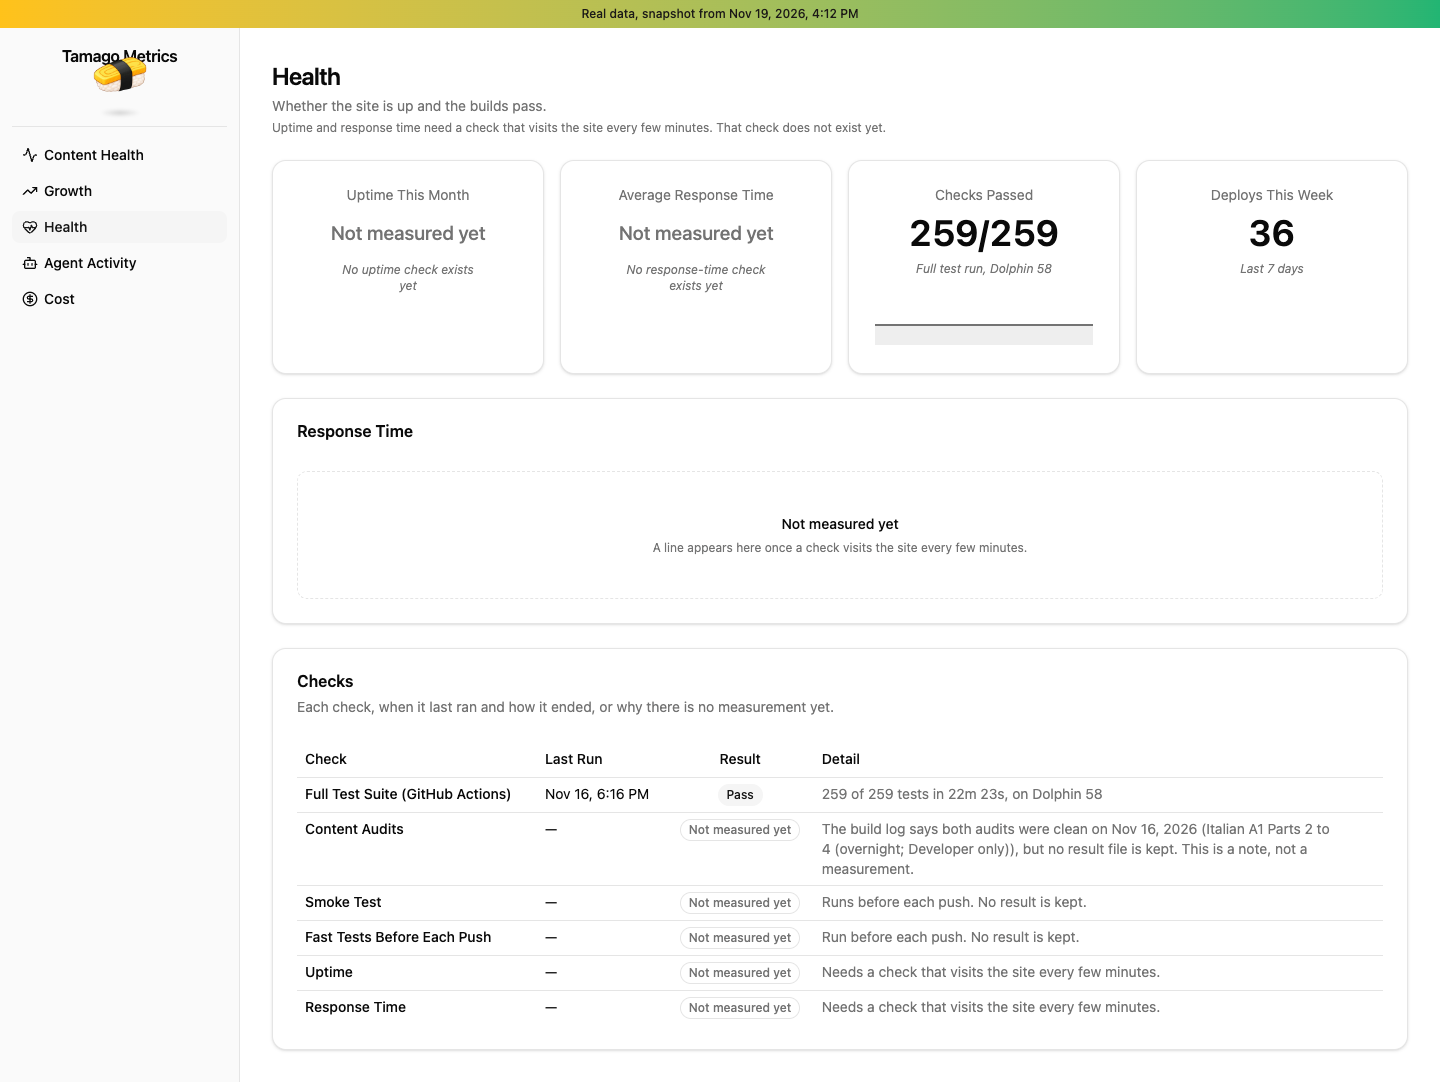 Real data, snapshot from Nov 19, 2026, 4:12 PM
Tamago Metrics
Content Health
Growth
Health
Agent Activity
Cost
Health
Whether the site is up and the builds pass.
Uptime and response time need a check that visits the site every few minutes. That check does not exist yet.
Uptime This Month
Not measured yet
No uptime check exists
yet
Average Response Time
Not measured yet
No response-time check
exists yet
Checks Passed
259/259
Full test run, Dolphin 58
Deploys This Week
36
Last 7 days
Response Time
Not measured yet
A line appears here once a check visits the site every few minutes.
Checks
Each check, when it last ran and how it ended, or why there is no measurement yet.
Check Last Run Result Detail
Full Test Suite (GitHub Actions) Nov 16, 6:16 PM Pass 259 of 259 tests in 22m 23s, on Dolphin 58
Content Audits — Not measured yet The build log says both audits were clean on Nov 16, 2026 (Italian A1 Parts 2 to
4 (overnight; Developer only)), but no result file is kept. This is a note, not a
measurement.
Smoke Test — Not measured yet Runs before each push. No result is kept.
Fast Tests Before Each Push — Not measured yet Run before each push. No result is kept.
Uptime — Not measured yet Needs a check that visits the site every few minutes.
Response Time — Not measured yet Needs a check that visits the site every few minutes.